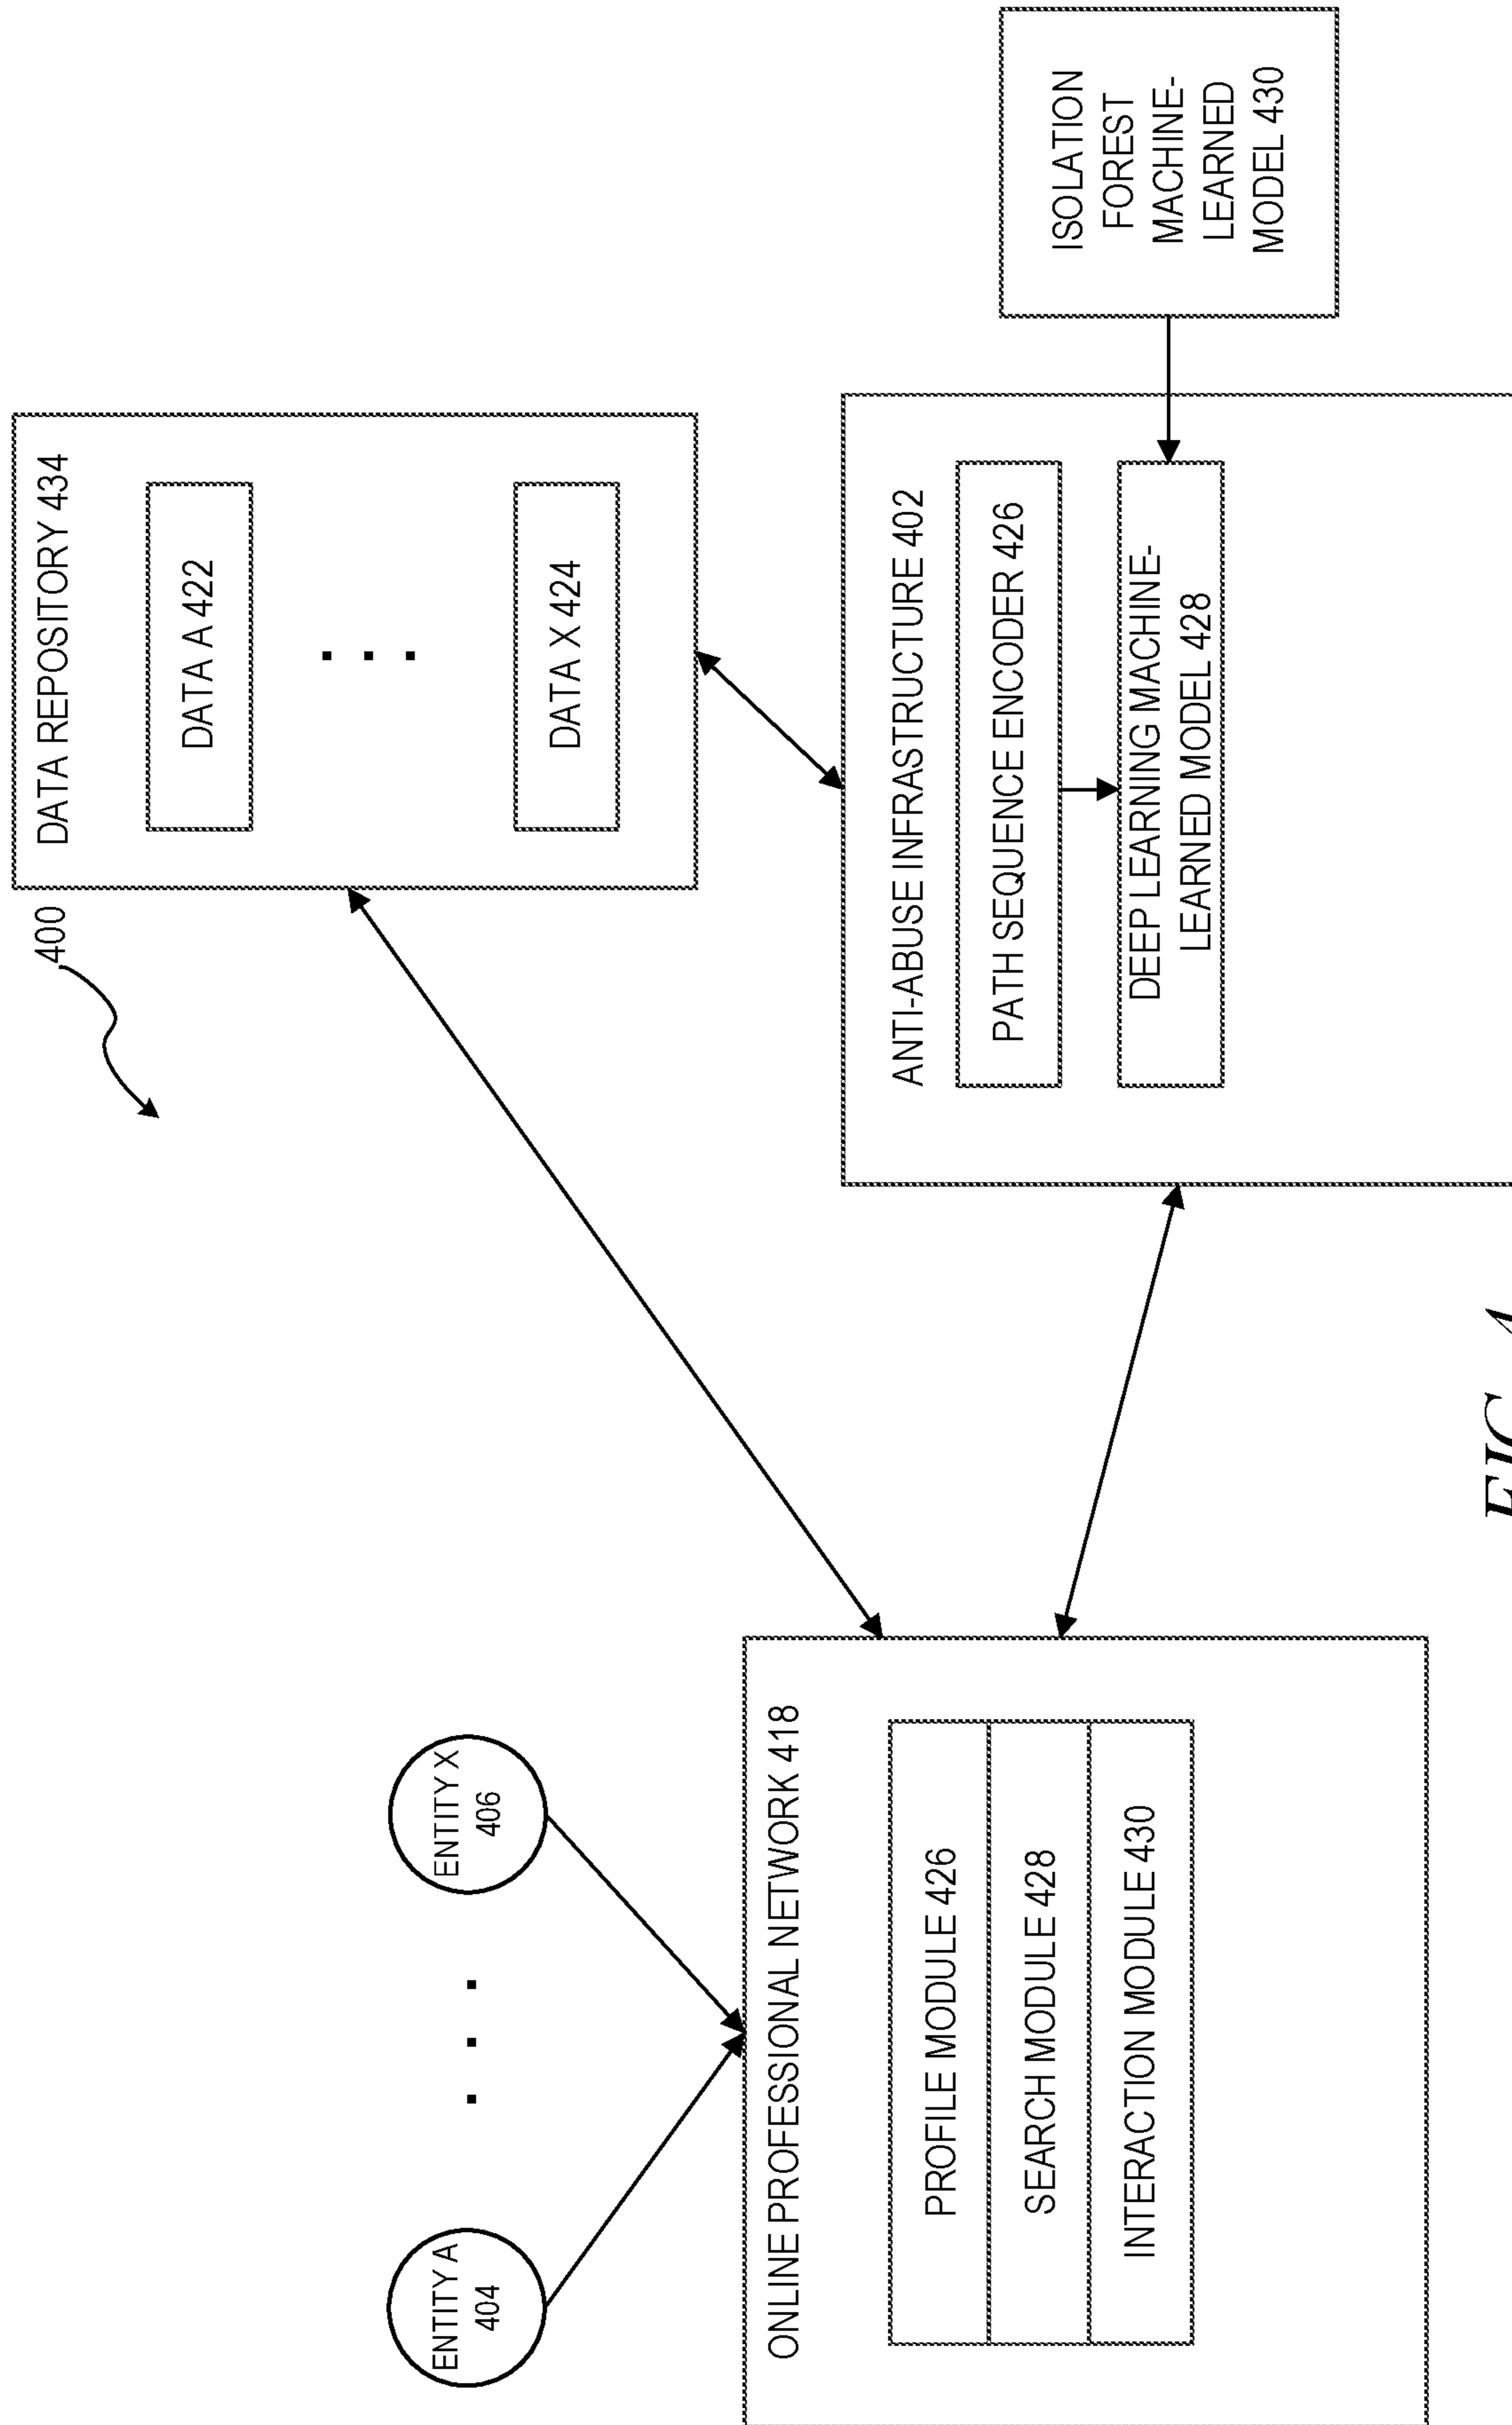 400
DATA REPOSITORY 434
DATA A 422
. . .
DATA X 424
ENTITY A
404
. . .
ENTITY X
406
ONLINE PROFESSIONAL NETWORK 418
PROFILE MODULE 426
SEARCH MODULE 428
INTERACTION MODULE 430
ANTI-ABUSE INFRASTRUCTURE 402
PATH SEQUENCE ENCODER 426
DEEP LEARNING MACHINE-
LEARNED MODEL 428
ISOLATION
FOREST
MACHINE-
LEARNED
MODEL 430
FIG. 4